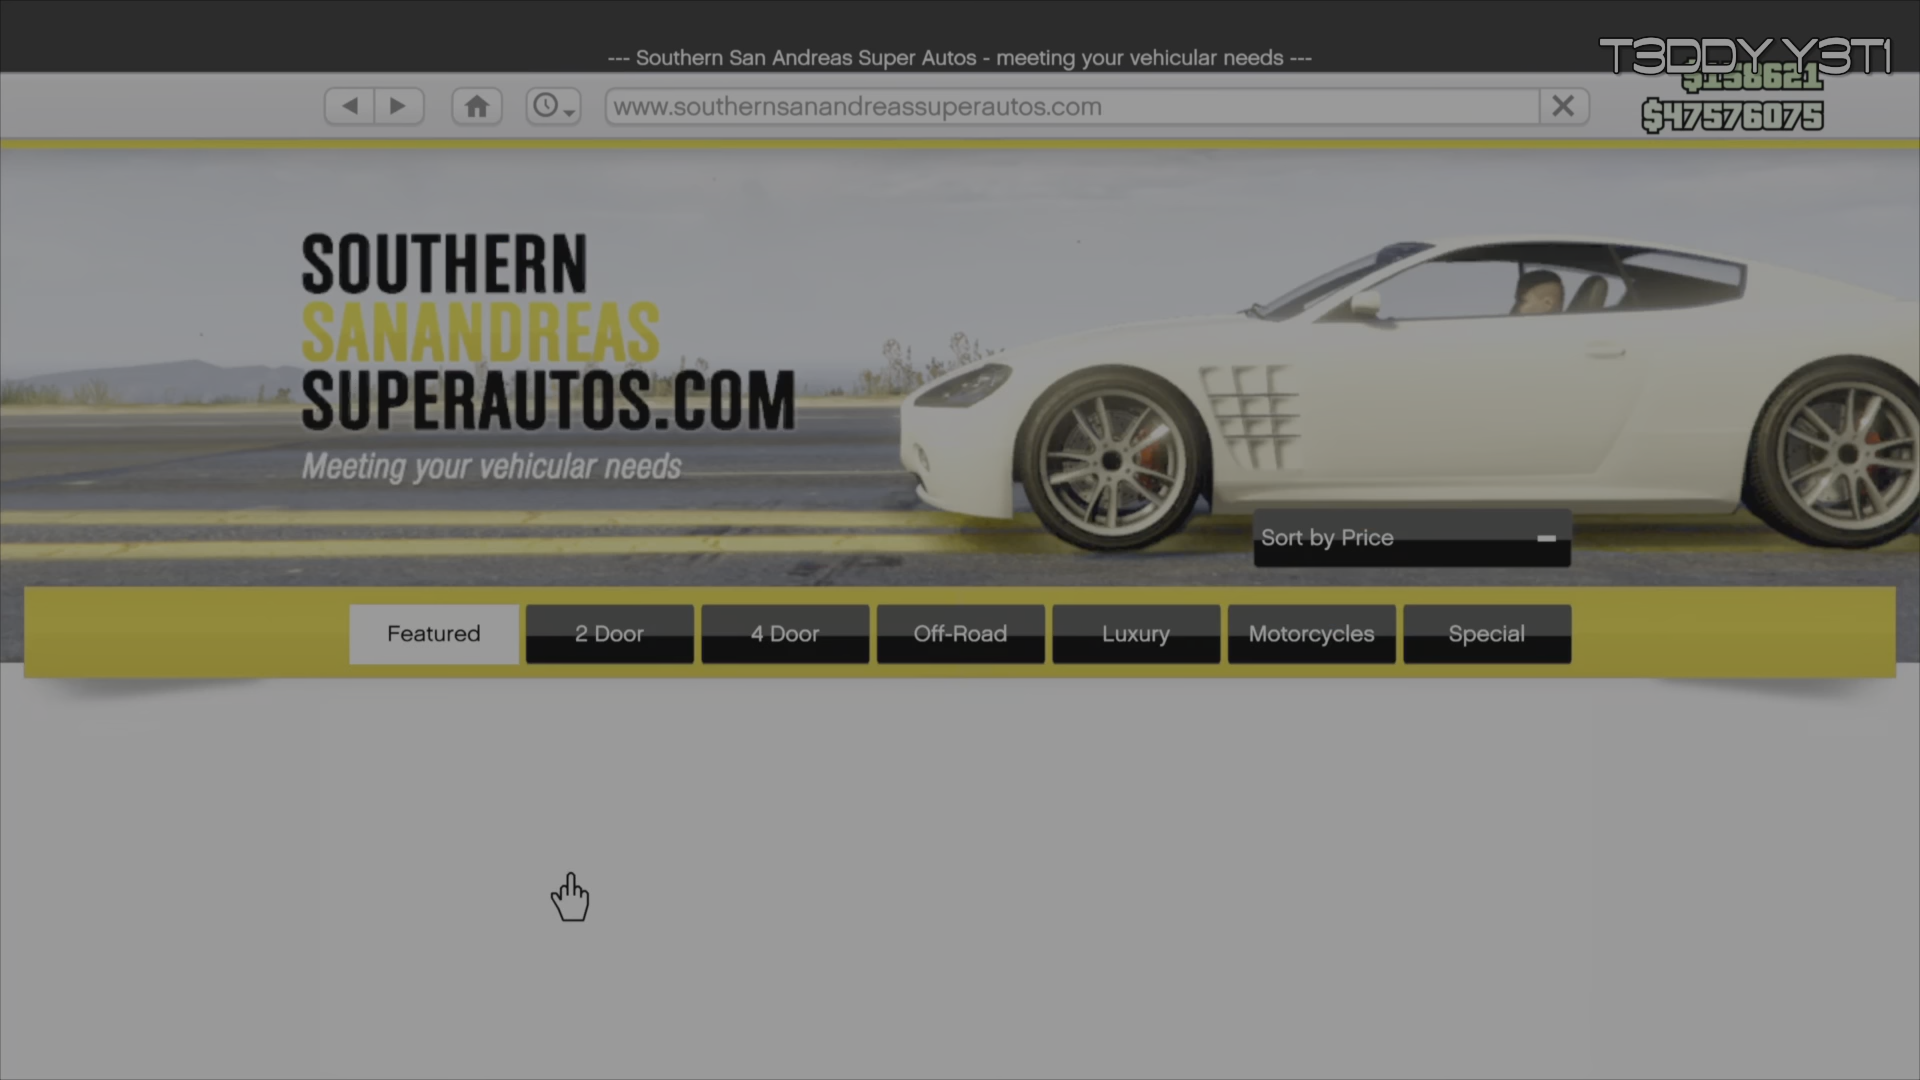 --- Southern San Andreas Super Autos - meeting your vehicular needs ---
T3DDY Y3T1
$158621
www.southernsanandreassuperautos.com
$47576075
SOUTHERN
SANANDREAS
SUPERAUTOS.COM
Meeting your vehicular needs
Sort by Price
Featured
2 Door
4 Door
Off-Road
Luxury
Motorcycles
Special